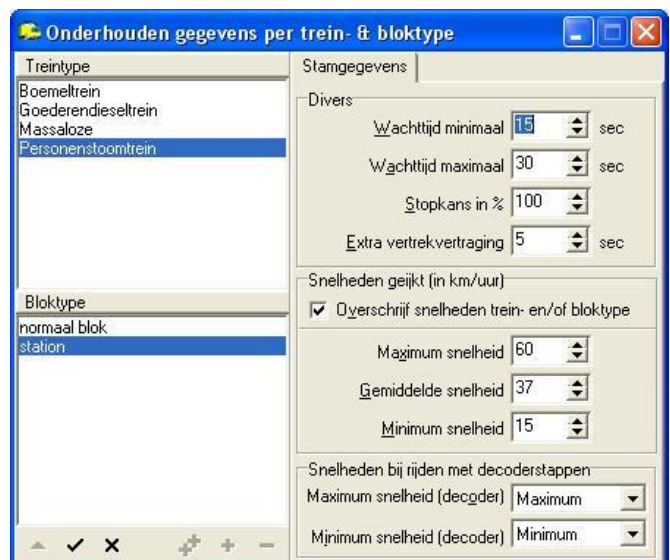 Onderhouden gegevens per trein- & bloktype
Treintype
Boemeltrein
Goederendieseltrein
Massaloze
Personenstoomtrein
Bloktype
normaal blok
station
Stamgegevens
Divers
Wachttijd minimaal 15 sec
Wachttijd maximaal 30 sec
Stopkans in % 100
Extra vertrekvertraging 5 sec
Snelheden geijkt (in km/uur)
Overschrijf snelheden trein- en/of bloktype
Maximum snelheid 60
Gemiddelde snelheid 37
Minimum snelheid 15
Snelheden bij rijden met decoderstappen
Maximum snelheid (decoder) Maximum
Minimum snelheid (decoder) Minimum